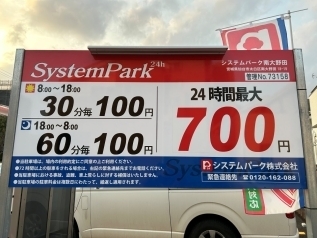 SystemPark 24h
システムパーク南大野田
管理No.73158
8:00〜18:00
30分毎100円
18:00〜8:00
60分毎100円
24時間最大
700円
システムパーク株式会社
緊急連絡先 0120-162-088